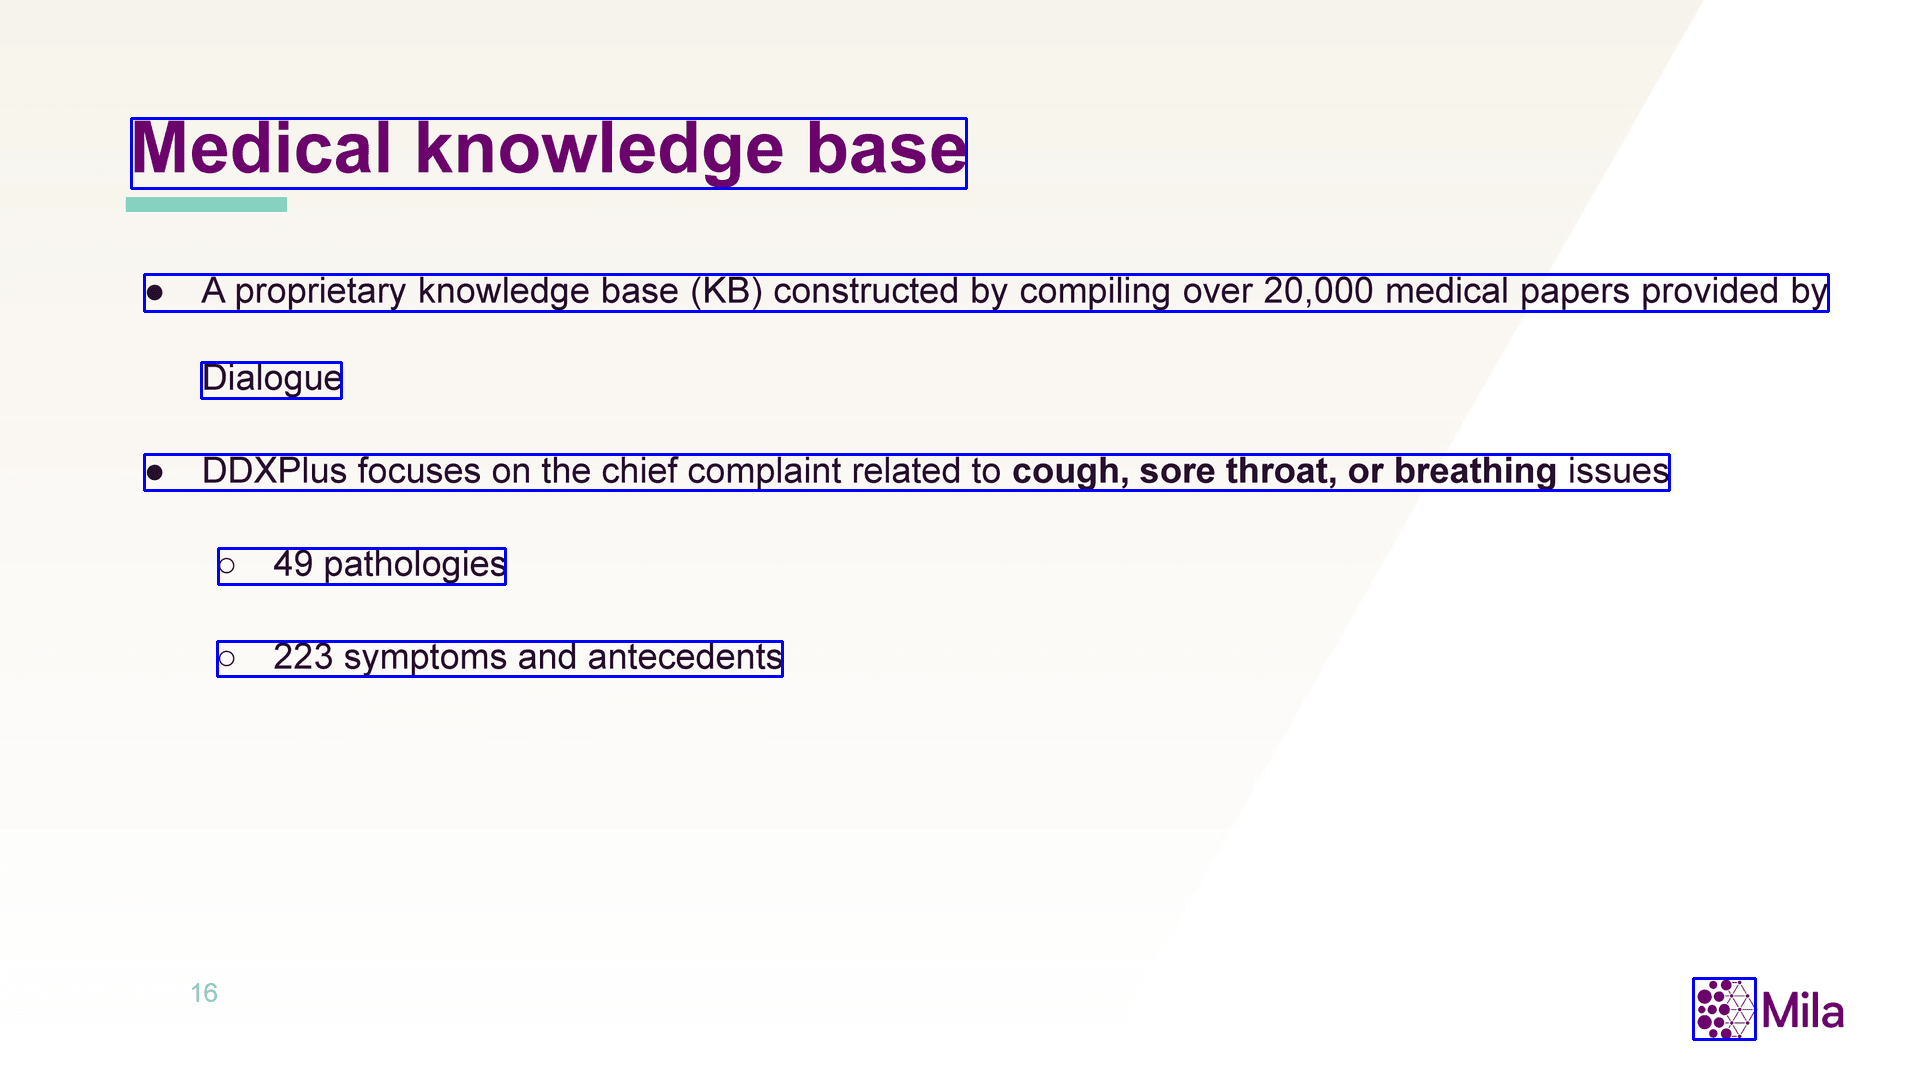 Medical knowledge base
● A proprietary knowledge base (KB) constructed by compiling over 20,000 medical papers provided by
Dialogue
● DDXPlus focuses on the chief complaint related to cough, sore throat, or breathing issues
○ 49 pathologies
○ 223 symptoms and antecedents
16
Mila